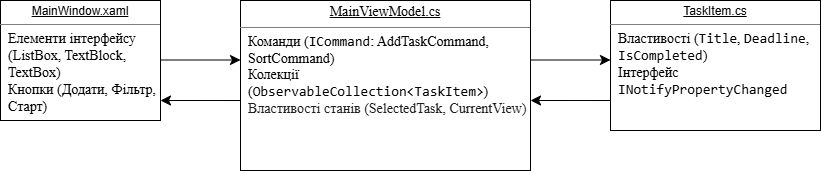 MainWindow.xaml
Елементи інтерфейсу
(ListBox, TextBlock,
TextBox)
Кнопки (Додати, Фільтр,
Старт)
MainViewModel.cs
Команди (ICommand: AddTaskCommand,
SortCommand)
Колекції
(ObservableCollection<TaskItem>)
Властивості станів (SelectedTask, CurrentView)
TaskItem.cs
Властивості (Title, Deadline,
IsCompleted)
Інтерфейс
INotifyPropertyChanged